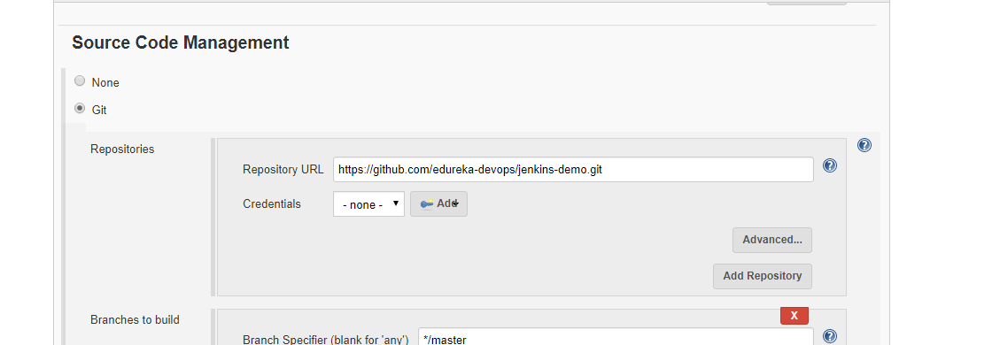 Source Code Management
None
Git
Repositories
Repository URL https://github.com/edureka-devops/jenkins-demo.git
Credentials - none - Add
Advanced...
Add Repository
Branches to build X
Branch Specifier (blank for 'any') */master